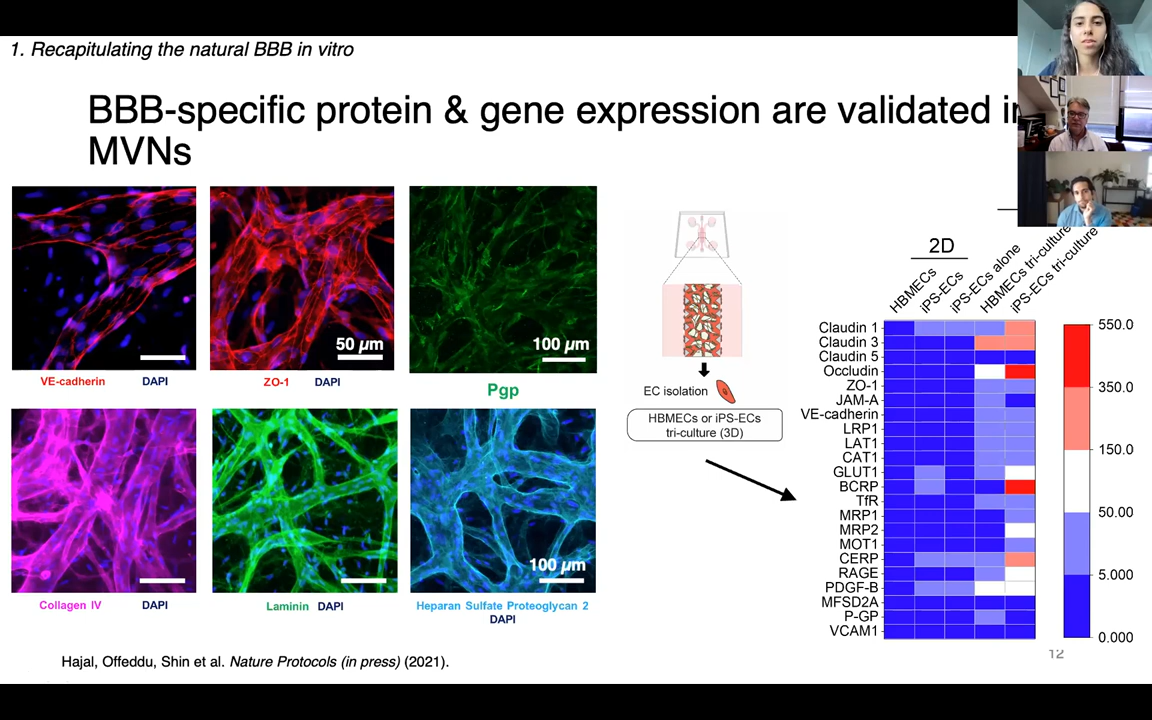 1. Recapitulating the natural BBB in vitro
BBB-specific protein & gene expression are validated in
MVNs
VE-cadherin DAPI
50 µm
ZO-1 DAPI
100 µm
Pgp
Collagen IV DAPI
Laminin DAPI
100 µm
Heparan Sulfate Proteoglycan 2
DAPI
EC isolation
HBMECs or iPS-ECs
tri-culture (3D)
2D
HBMECs
iPS-ECs
iPS-ECs alone
HBMECs tri-culture
iPS-ECs tri-culture
Claudin 1
Claudin 3
Claudin 5
Occludin
ZO-1
JAM-A
VE-cadherin
LRP1
LAT1
CAT1
GLUT1
BCRP
TfR
MRP1
MRP2
MOT1
CERP
RAGE
PDGF-B
MFSD2A
P-GP
VCAM1
550.0
350.0
150.0
50.00
5.000
0.000
Hajal, Offeddu, Shin et al. Nature Protocols (in press) (2021).
12